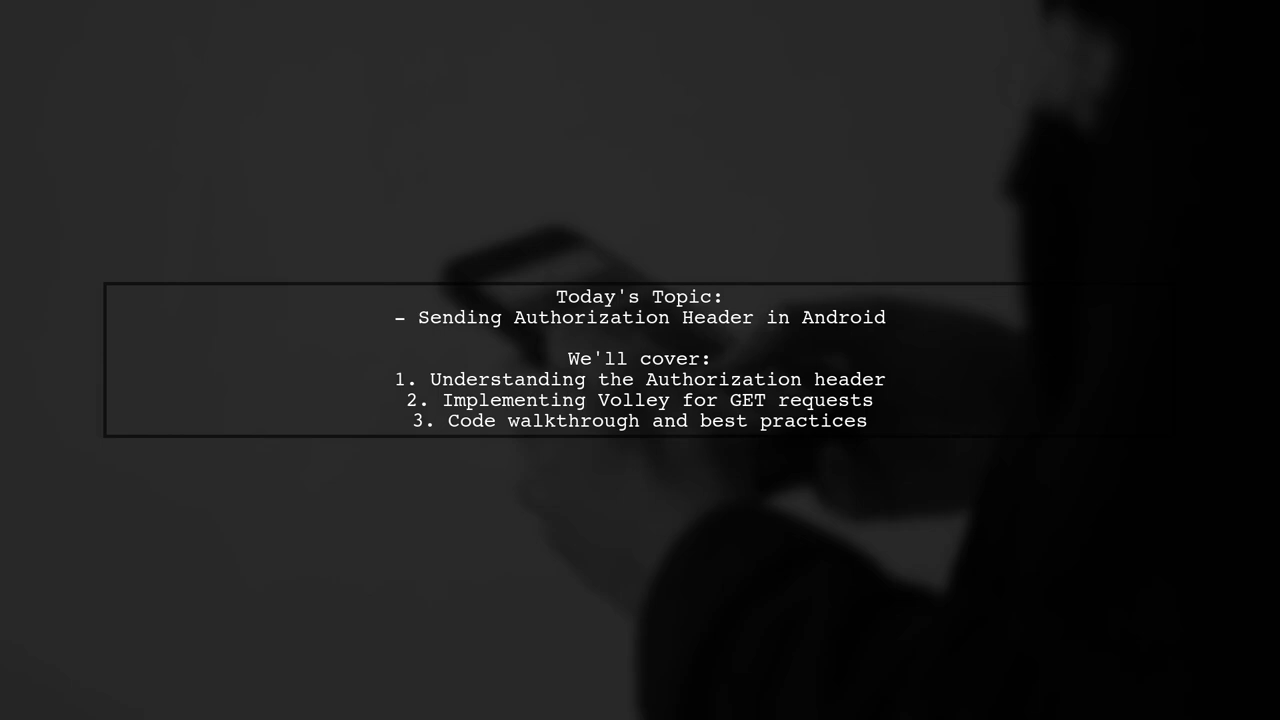 Today's Topic:
- Sending Authorization Header in Android
We'll cover:
1. Understanding the Authorization header
2. Implementing Volley for GET requests
3. Code walkthrough and best practices